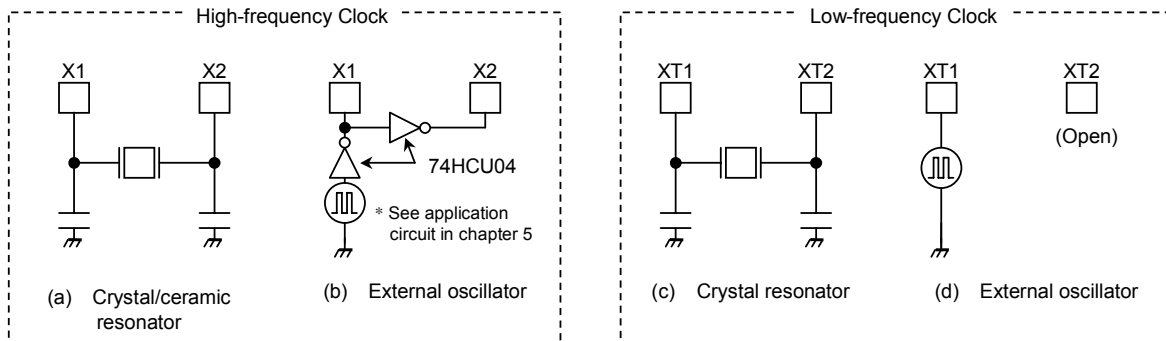 High-frequency Clock
X1
X2
X1
X2
74HCU04
* See application
circuit in chapter 5
(a) Crystal/ceramic
resonator
(b) External oscillator
Low-frequency Clock
XT1
XT2
XT1
XT2
(Open)
(c) Crystal resonator
(d) External oscillator